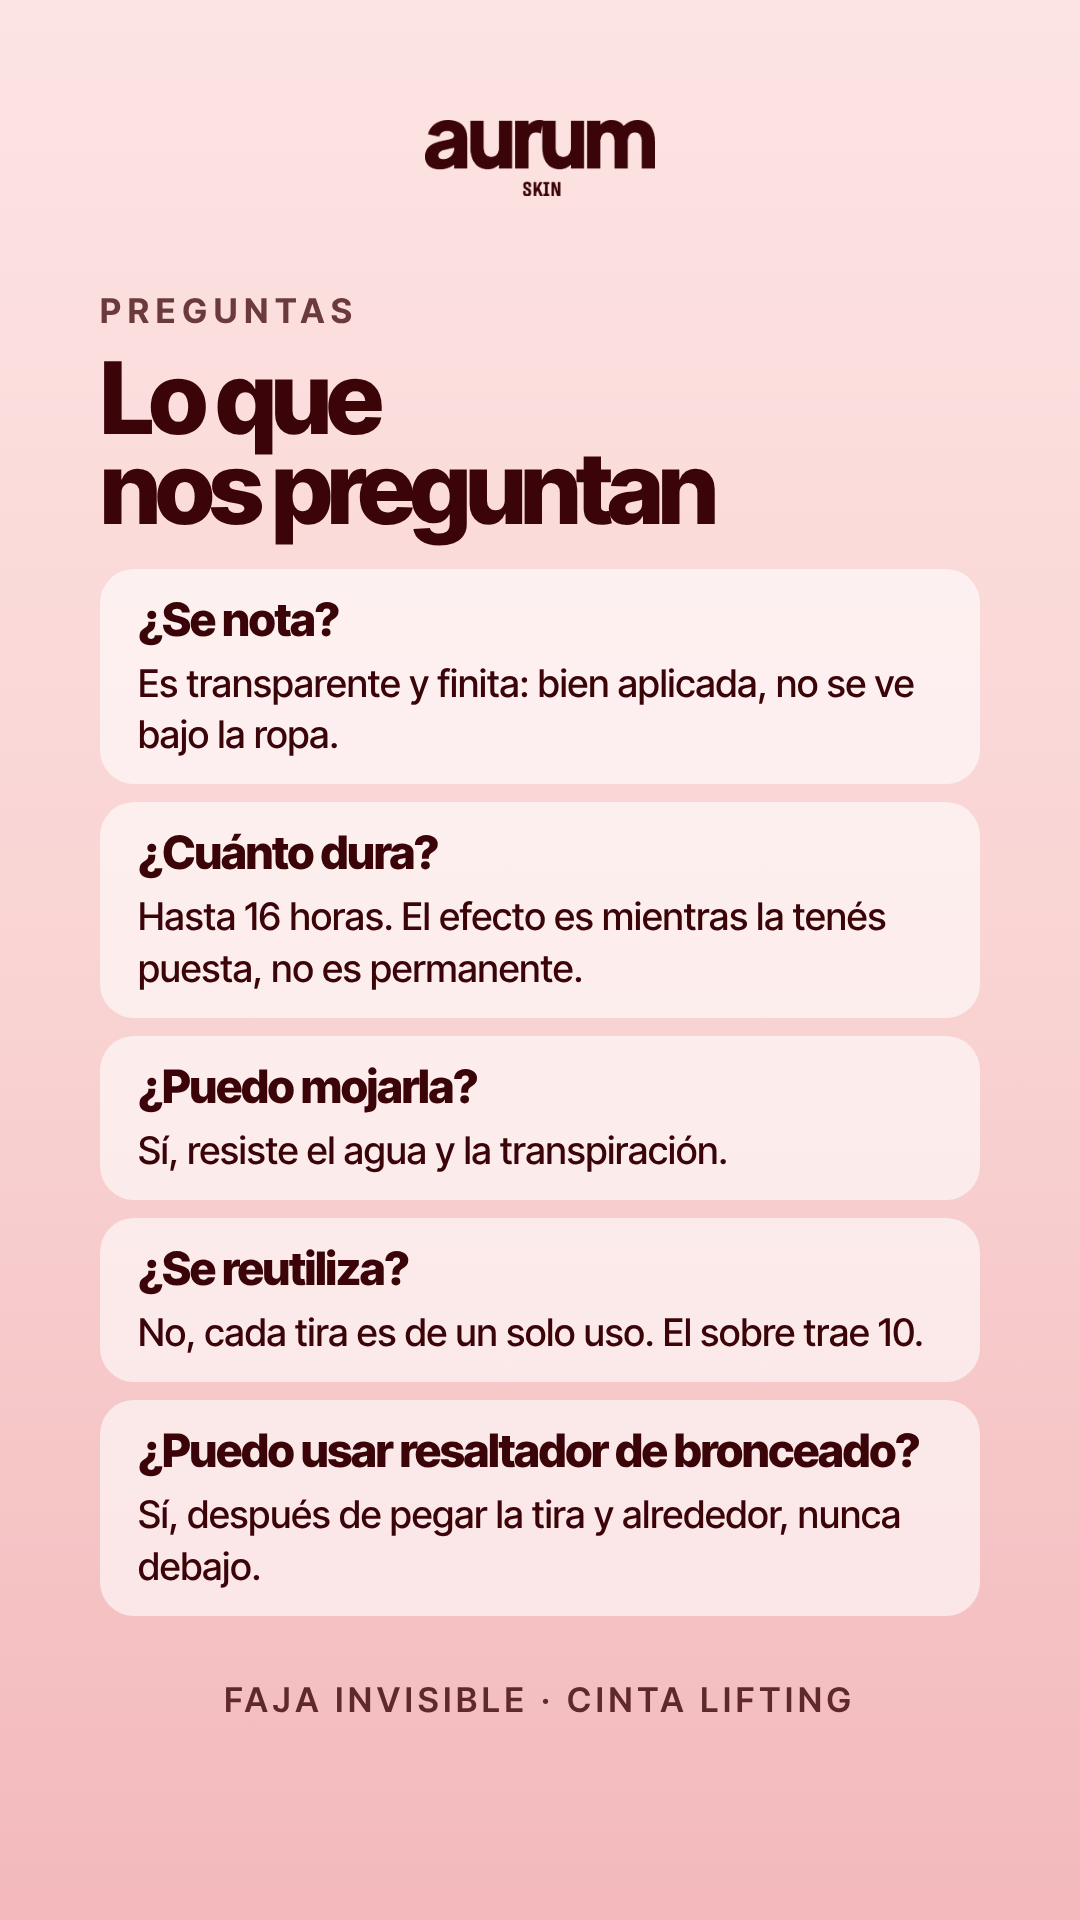 aurum
SKIN
PREGUNTAS
Lo que
nos preguntan
¿Se nota?
Es transparente y finita: bien aplicada, no se ve
bajo la ropa.
¿Cuánto dura?
Hasta 16 horas. El efecto es mientras la tenés
puesta, no es permanente.
¿Puedo mojarla?
Sí, resiste el agua y la transpiración.
¿Se reutiliza?
No, cada tira es de un solo uso. El sobre trae 10.
¿Puedo usar resaltador de bronceado?
Sí, después de pegar la tira y alrededor, nunca
debajo.
FAJA INVISIBLE · CINTA LIFTING